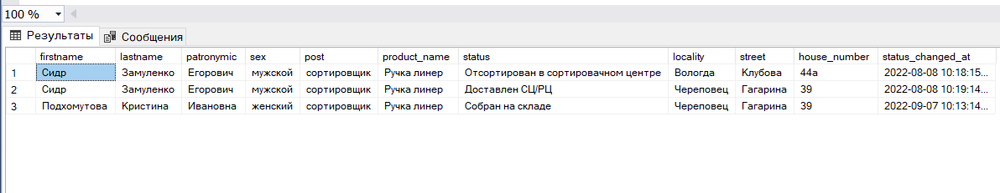 100 %
Результаты Сообщения
firstname lastname patronymic sex post product_name status locality street house_number status_changed_at
1 Сидр Замуленко Егорович мужской сортировщик Ручка линер Отсортирован в сортировачном центре Вологда Клубова 44а 2022-08-08 10:18:15...
2 Сидр Замуленко Егорович мужской сортировщик Ручка линер Доставлен СЦ/РЦ Череповец Гагарина 39 2022-08-08 10:19:14...
3 Подхомутова Кристина Ивановна женский сортировщик Ручка линер Собран на складе Череповец Гагарина 39 2022-09-07 10:13:14...